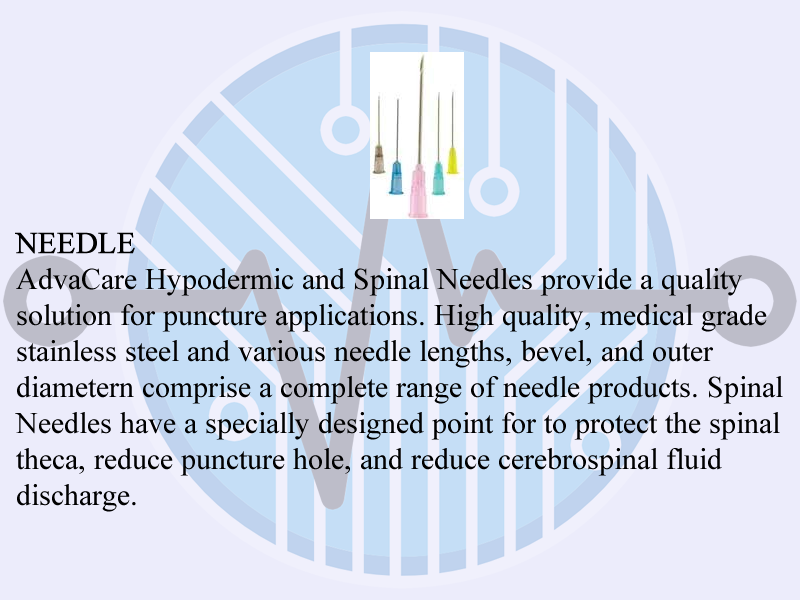 NEEDLE
AdvaCare Hypodermic and Spinal Needles provide a quality
solution for puncture applications. High quality, medical grade
stainless steel and various needle lengths, bevel, and outer
diametern comprise a complete range of needle products. Spinal
Needles have a specially designed point for to protect the spinal
theca, reduce puncture hole, and reduce cerebrospinal fluid
discharge.